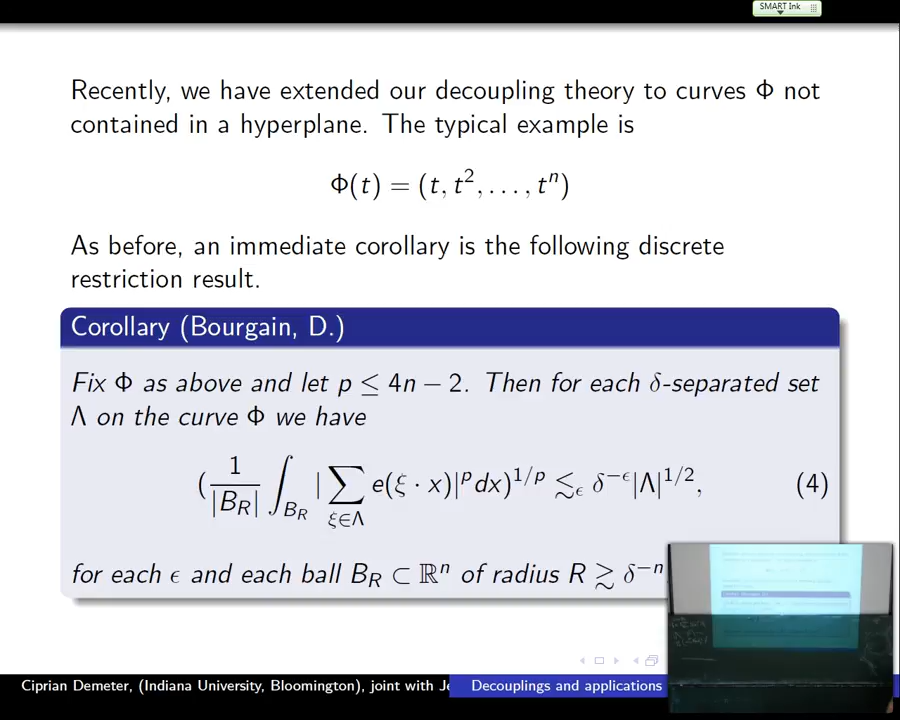 SMART Ink
Recently, we have extended our decoupling theory to curves Φ not
contained in a hyperplane. The typical example is
Φ(t) = (t, t², . . . , tⁿ)
As before, an immediate corollary is the following discrete
restriction result.
Corollary (Bourgain, D.)
Fix Φ as above and let p ≤ 4n − 2. Then for each δ-separated set
Λ on the curve Φ we have
(1/|B_R| ∫_{B_R} | ∑_{ξ∈Λ} e(ξ · x)|^p dx)^{1/p} ≲_ε δ^{−ε}|Λ|^{1/2}, (4)
for each ϵ and each ball B_R ⊂ ℝⁿ of radius R ≳ δ^{−n}
Ciprian Demeter, (Indiana University, Bloomington), joint with Decouplings and applications